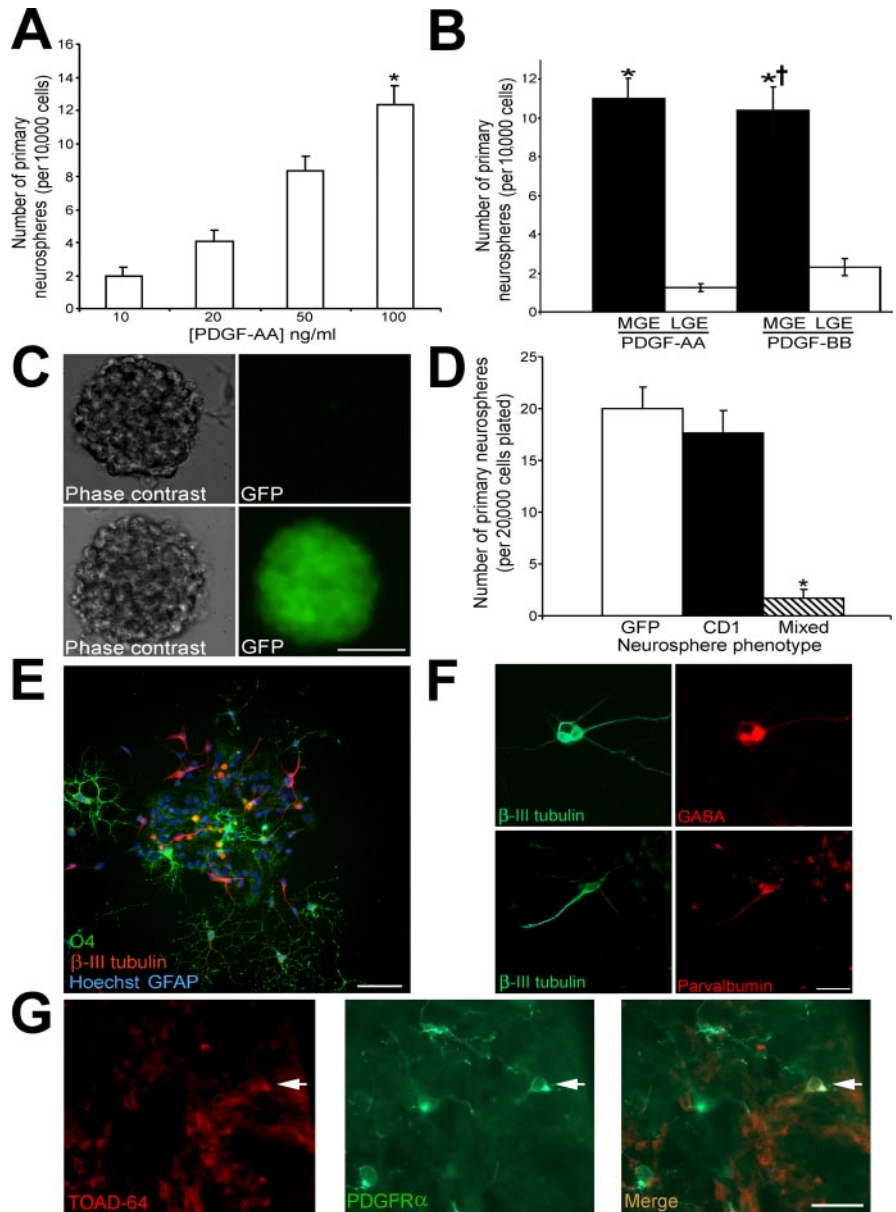 A
Number of primary
neurospheres (per 10,000 cells)
16
14
12
10
8
6
4
2
0
*
10 20 50 100
[PDGF-AA] ng/ml
B
Number of primary
neurospheres (per 10,000 cells)
12
10
8
6
4
2
0
*
*†
MGE LGE MGE LGE
PDGF-AA PDGF-BB
C
Phase contrast
GFP
Phase contrast
GFP
D
Number of primary neurospheres
(per 20,000 cells plated)
25
20
15
10
5
0
*
GFP CD1 Mixed
Neurosphere phenotype
E
O4
β-III tubulin
Hoechst GFAP
F
β-III tubulin
GABA
β-III tubulin
Parvalbumin
G
TOAD-64
PDGFRα
Merge